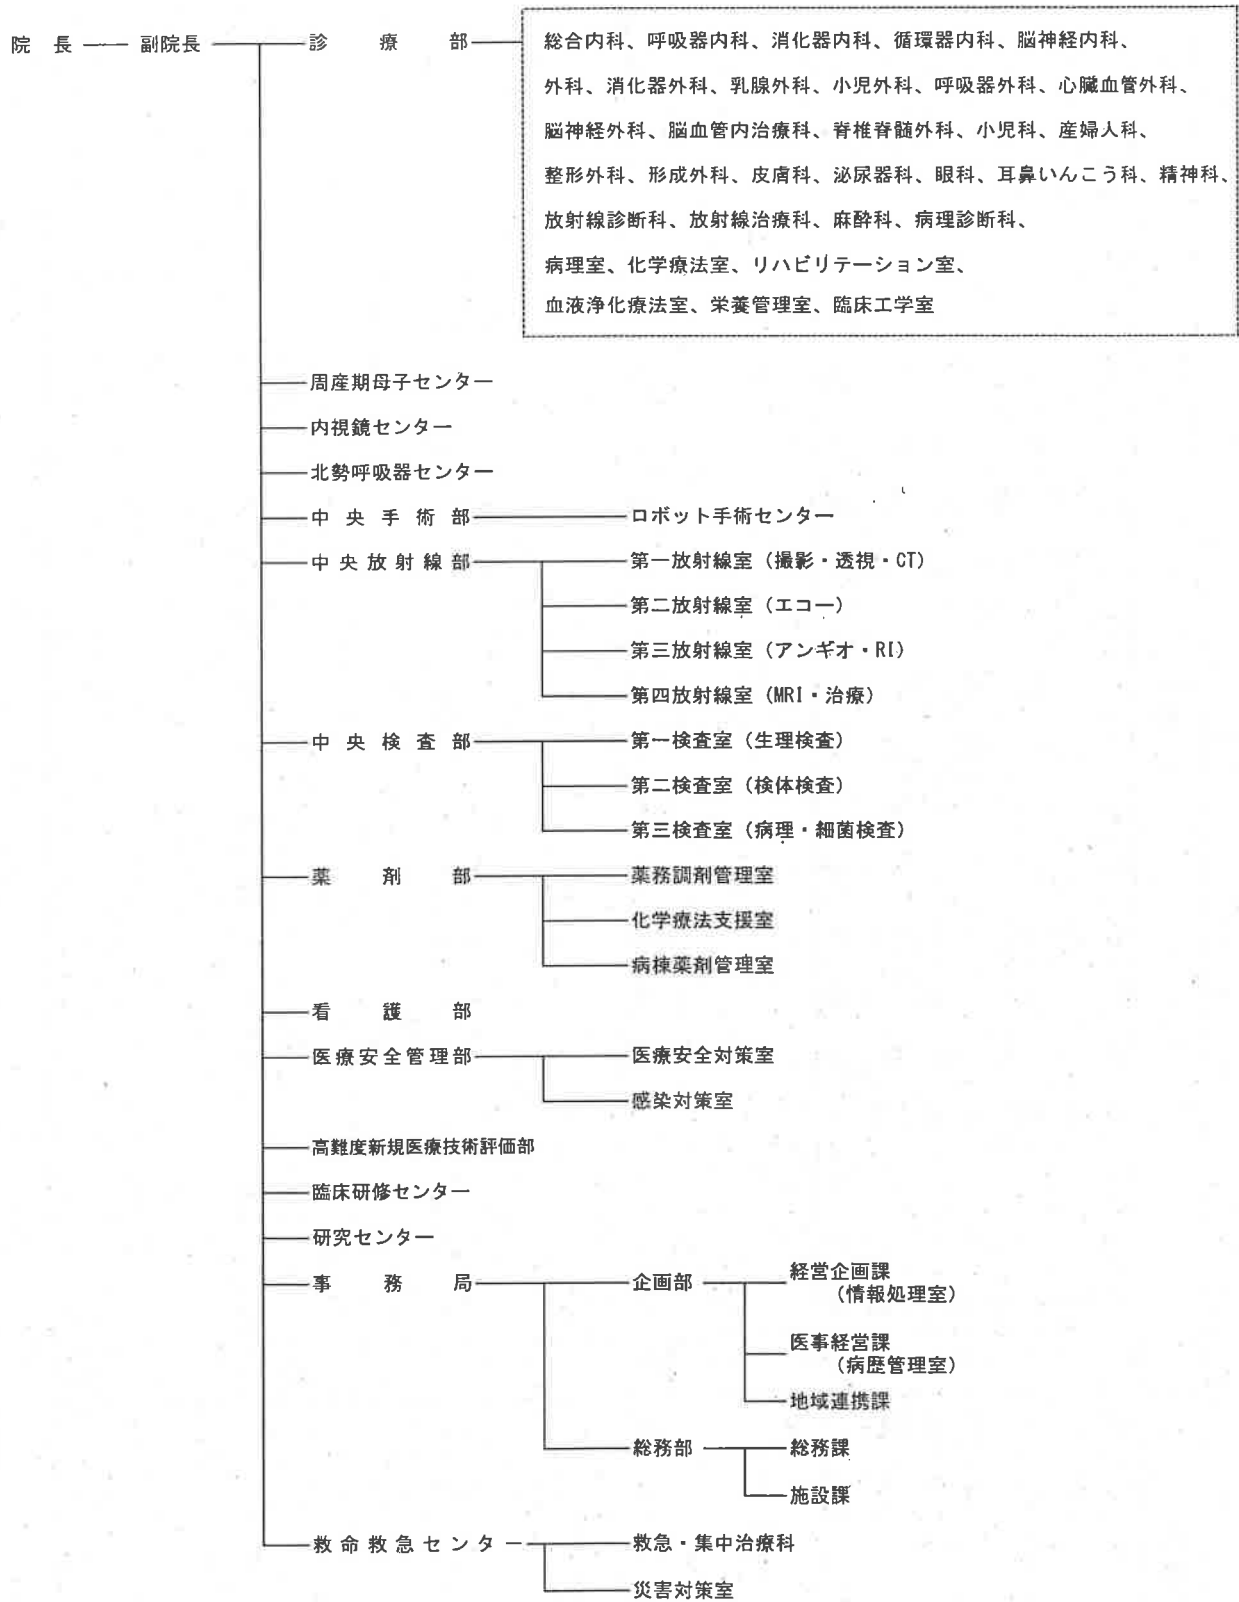 院長 副院長 診療部 総合内科、呼吸器内科、消化器内科、循環器内科、脳神経内科、
外科、消化器外科、乳腺外科、小児外科、呼吸器外科、心臓血管外科、
脳神経外科、脳血管内治療科、脊椎脊髄外科、小児科、産婦人科、
整形外科、形成外科、皮膚科、泌尿器科、眼科、耳鼻いんこう科、精神科、
放射線診断科、放射線治療科、麻酔科、病理診断科、
病理室、化学療法室、リハビリテーション室、
血液浄化療法室、栄養管理室、臨床工学室
周産期母子センター
内視鏡センター
北勢呼吸器センター
中央手術部 ロボット手術センター
中央放射線部 第一放射線室（撮影・透視・CT）
第二放射線室（エコー）
第三放射線室（アンギオ・RI）
第四放射線室（MRI・治療）
中央検査部 第一検査室（生理検査）
第二検査室（検体検査）
第三検査室（病理・細菌検査）
薬剤部 薬務調剤管理室
化学療法支援室
病棟薬剤管理室
看護部
医療安全管理部 医療安全対策室
感染対策室
高難度新規医療技術評価部
臨床研修センター
研究センター
事務局 企画部 経営企画課
（情報処理室）
医事経営課
（病歴管理室）
地域連携課
総務部 総務課
施設課
救命救急センター 救急・集中治療科
災害対策室